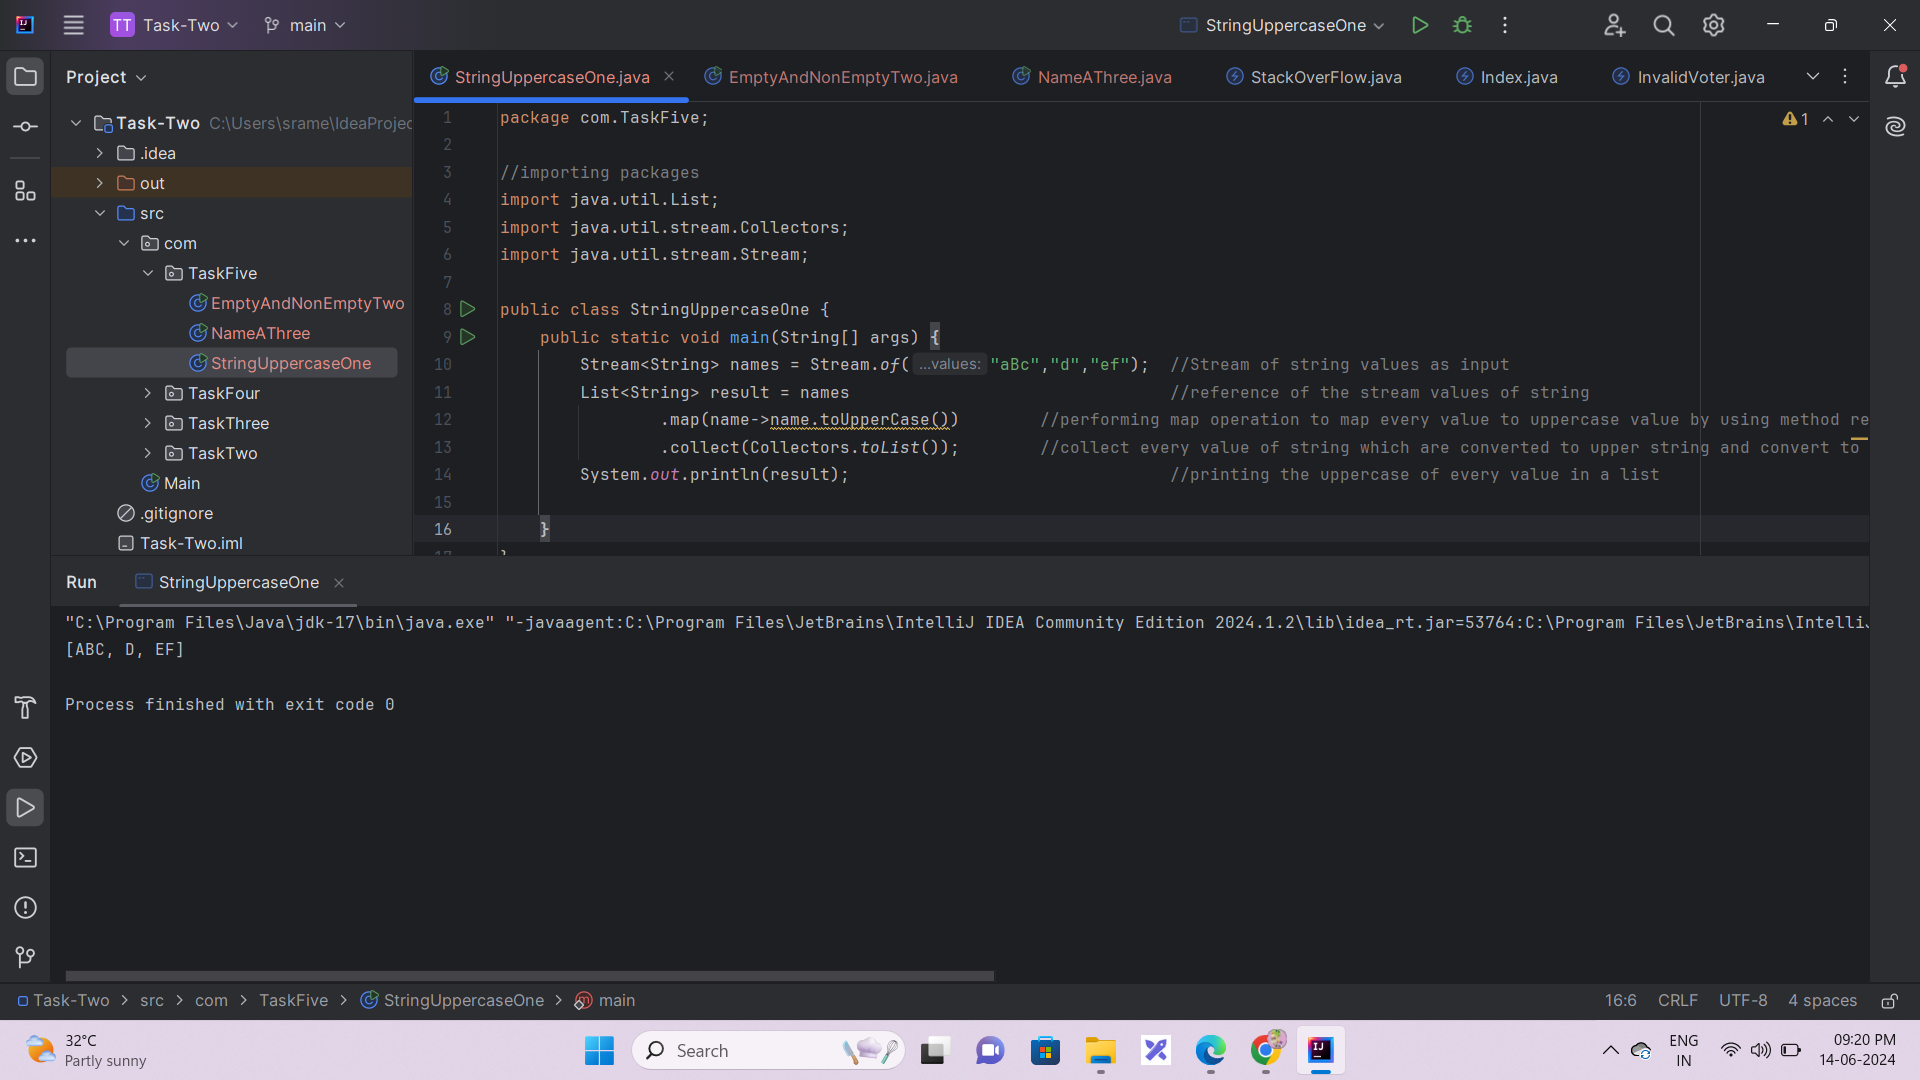 TT Task-Two main StringUppercaseOne
Project
StringUppercaseOne.java EmptyAndNonEmptyTwo.java NameAThree.java StackOverFlow.java Index.java InvalidVoter.java
Task-Two C:\Users\srame\IdeaProjec
.idea
out
src
com
TaskFive
EmptyAndNonEmptyTwo
NameAThree
StringUppercaseOne
TaskFour
TaskThree
TaskTwo
Main
.gitignore
Task-Two.iml
1 package com.TaskFive;
2
3 //importing packages
4 import java.util.List;
5 import java.util.stream.Collectors;
6 import java.util.stream.Stream;
7
8 public class StringUppercaseOne {
9 public static void main(String[] args) {
10 Stream<String> names = Stream.of( ...values: "aBc","d","ef"); //Stream of string values as input
11 List<String> result = names //reference of the stream values of string
12 .map(name->name.toUpperCase()) //performing map operation to map every value to uppercase value by using method re
13 .collect(Collectors.toList()); //collect every value of string which are converted to upper string and convert to
14 System.out.println(result); //printing the uppercase of every value in a list
15
16 }
1
Run StringUppercaseOne
"C:\Program Files\Java\jdk-17\bin\java.exe" "-javaagent:C:\Program Files\JetBrains\IntelliJ IDEA Community Edition 2024.1.2\lib\idea_rt.jar=53764:C:\Program Files\JetBrains\IntelliJ
[ABC, D, EF]
Process finished with exit code 0
Task-Two > src > com > TaskFive > StringUppercaseOne > main
16:6 CRLF UTF-8 4 spaces
32°C
Partly sunny
Search
ENG
IN
09:20 PM
14-06-2024